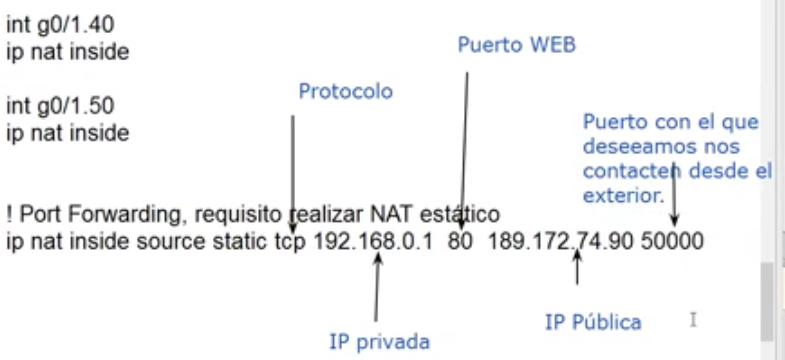 int g0/1.40
ip nat inside
Puerto WEB
Protocolo
int g0/1.50
ip nat inside
Puerto con el que
deseeamos nos
contacten desde el
exterior.
! Port Forwarding, requisito realizar NAT estático
ip nat inside source static tcp 192.168.0.1 80 189.172.74.90 50000
IP privada
IP Pública